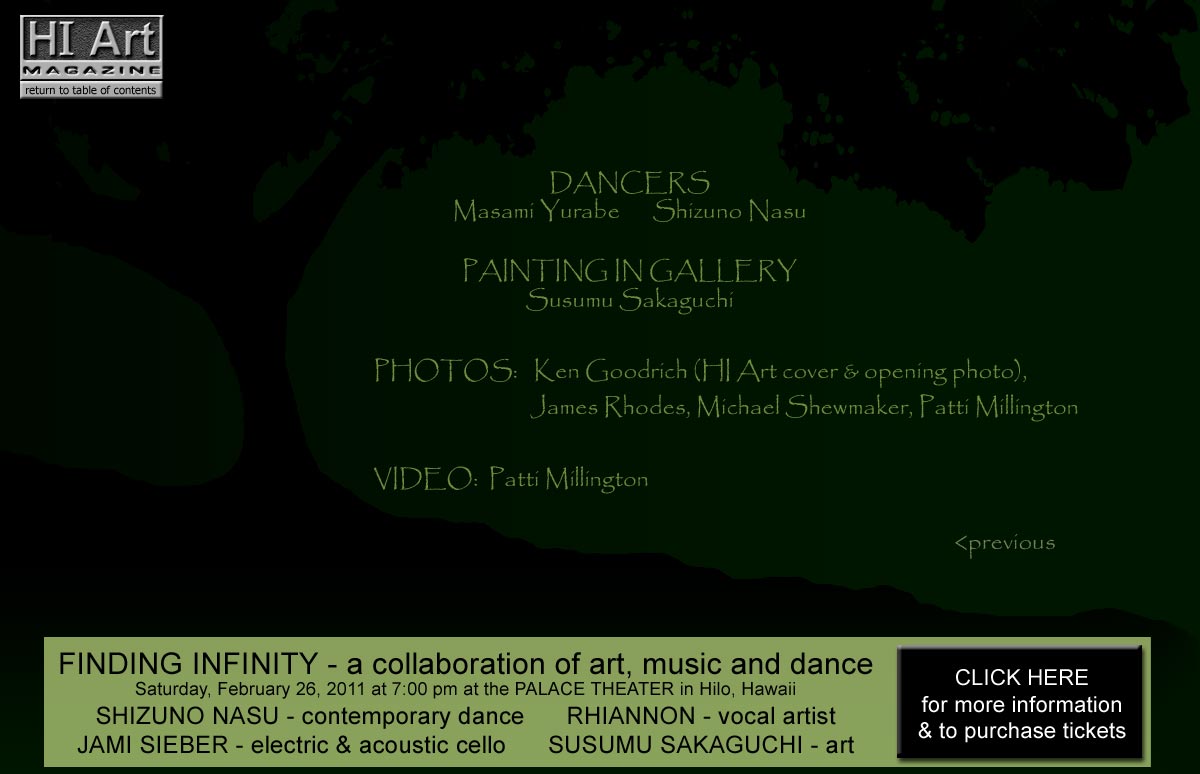 HI Art
MAGAZINE
return to table of contents
DANCERS
Masami Yurabe Shizuno Nasu
PAINTING IN GALLERY
Susumu Sakaguchi
PHOTOS: Ken Goodrich (HI Art cover & opening photo),
James Rhodes, Michael Shewmaker, Patti Millington
VIDEO: Patti Millington
<previous
FINDING INFINITY - a collaboration of art, music and dance
Saturday, February 26, 2011 at 7:00 pm at the PALACE THEATER in Hilo, Hawaii
SHIZUNO NASU - contemporary dance RHIANNON - vocal artist
JAMI SIEBER - electric & acoustic cello SUSUMU SAKAGUCHI - art
CLICK HERE
for more information
& to purchase tickets